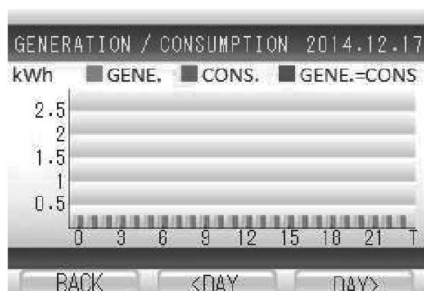 GENERATION / CONSUMPTION 2014.12.17
kWh GENE. CONS. GENE.=CONS
2.5
2
1.5
1
0.5
0 3 6 9 12 15 18 21 T
BACK <DAY DAY>